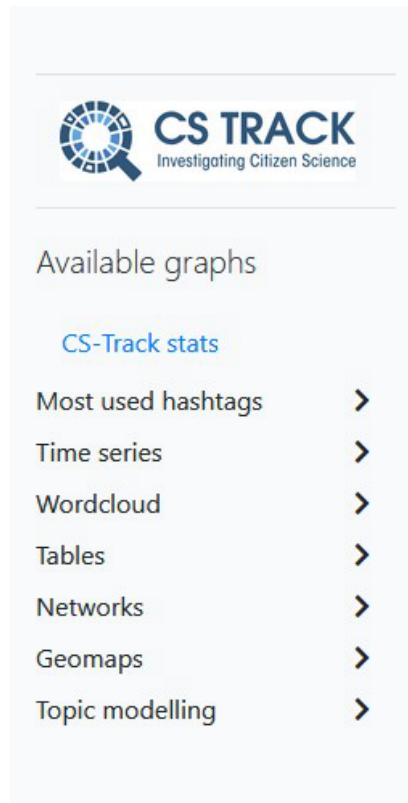 CS TRACK
Investigating Citizen Science
Available graphs
CS-Track stats
Most used hashtags
Time series
Wordcloud
Tables
Networks
Geomaps
Topic modelling